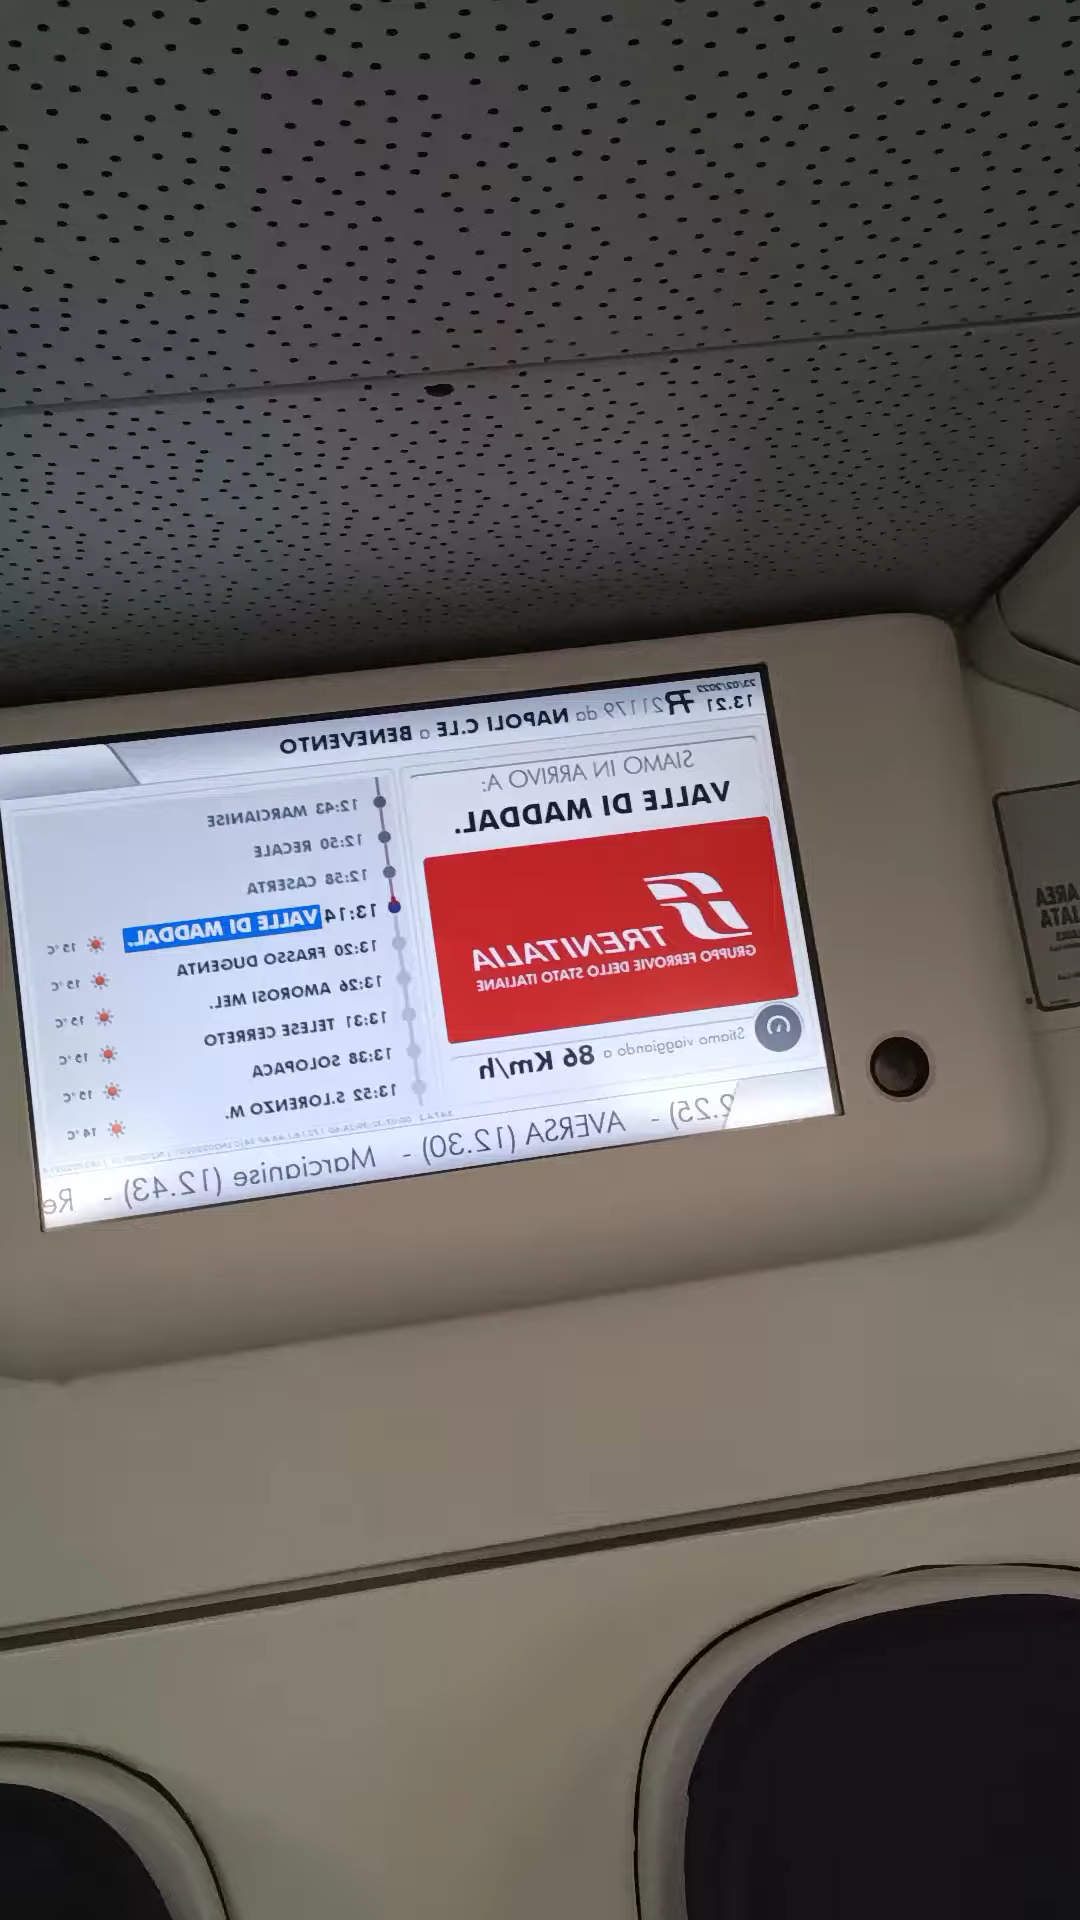 23/02/2023
13.21
R 21179 da NAPOLI C.LE a BENEVENTO
SIAMO IN ARRIVO A:
VALLE DI MADDAL.
TRENITALIA
GRUPPO FERROVIE DELLO STATO ITALIANE
Stiamo viaggiando a 86 Km/h
12:43 MARCIANISE
12:50 RECALE
12:58 CASERTA
13:14 VALLE DI MADDAL. 15°C
13:20 FRASSO DUGENTA 15°C
13:26 AMOROSI MEL. 15°C
13:31 TELESE CERRETO 15°C
13:38 SOLOPACA 15°C
13:52 S.LORENZO M. 14°C
2.25) - AVERSA (12.30) - Marcianise (12.43) - Re
AREA